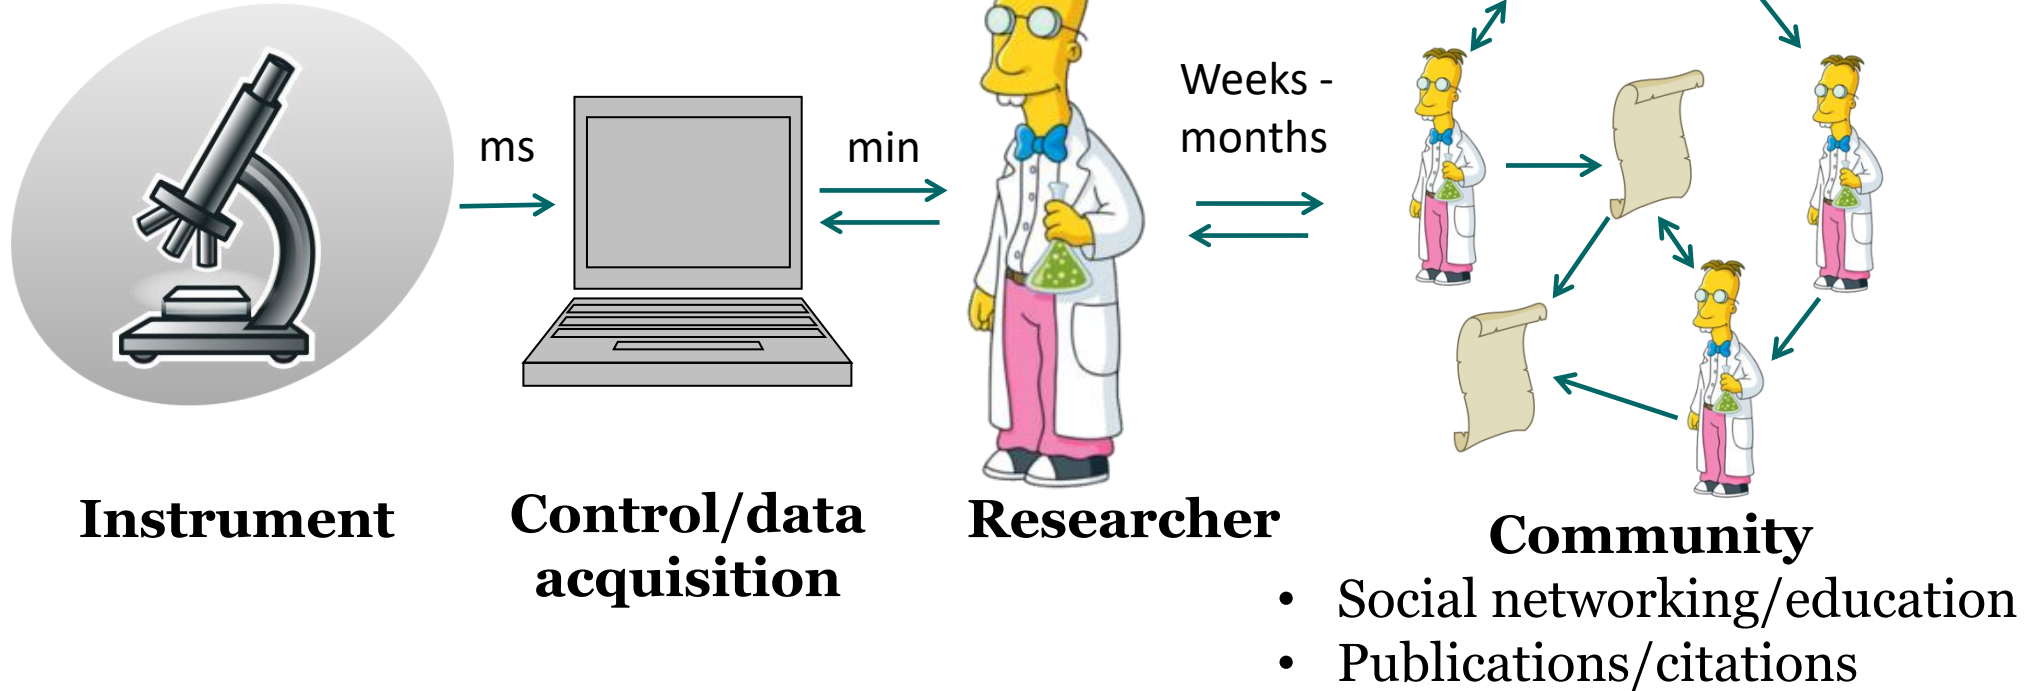 ms
min
Weeks -
months
Instrument
Control/data
acquisition
Researcher
Community
• Social networking/education
• Publications/citations